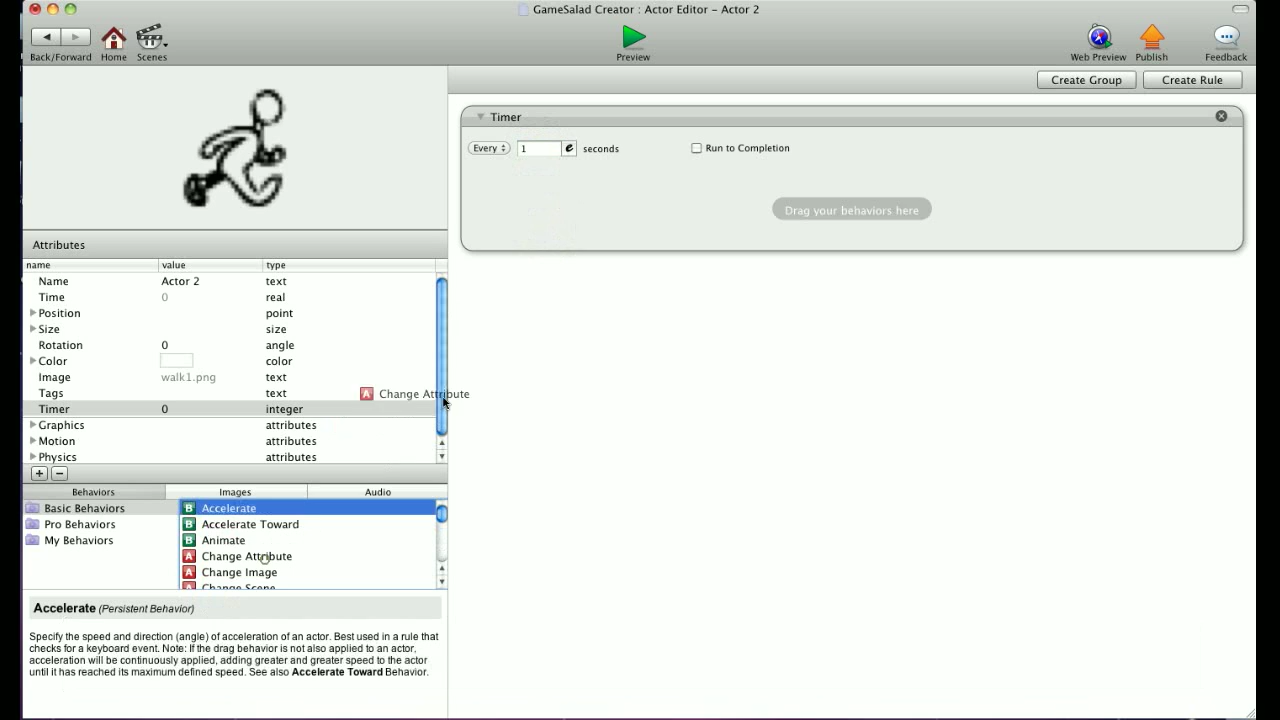 GameSalad Creator : Actor Editor - Actor 2
Back/Forward Home Scenes Preview Web Preview Publish Feedback
Create Group Create Rule
Timer
Every 1 e seconds Run to Completion
Drag your behaviors here
Attributes
name value type
Name Actor 2 text
Time 0 real
Position point
Size size
Rotation 0 angle
Color color
Image walk1.png text
Tags text
A Change Attribute
Timer 0 integer
Graphics attributes
Motion attributes
Physics attributes
+ −
Behaviors Images Audio
Basic Behaviors
Pro Behaviors
My Behaviors
B Accelerate
B Accelerate Toward
B Animate
A Change Attribute
A Change Image
A Change Scene
Accelerate (Persistent Behavior)
Specify the speed and direction (angle) of acceleration of an actor. Best used in a rule that
checks for a keyboard event. Note: If the drag behavior is not also applied to an actor,
acceleration will be continuously applied, adding greater and greater speed to the actor
until it has reached its maximum defined speed. See also Accelerate Toward Behavior.